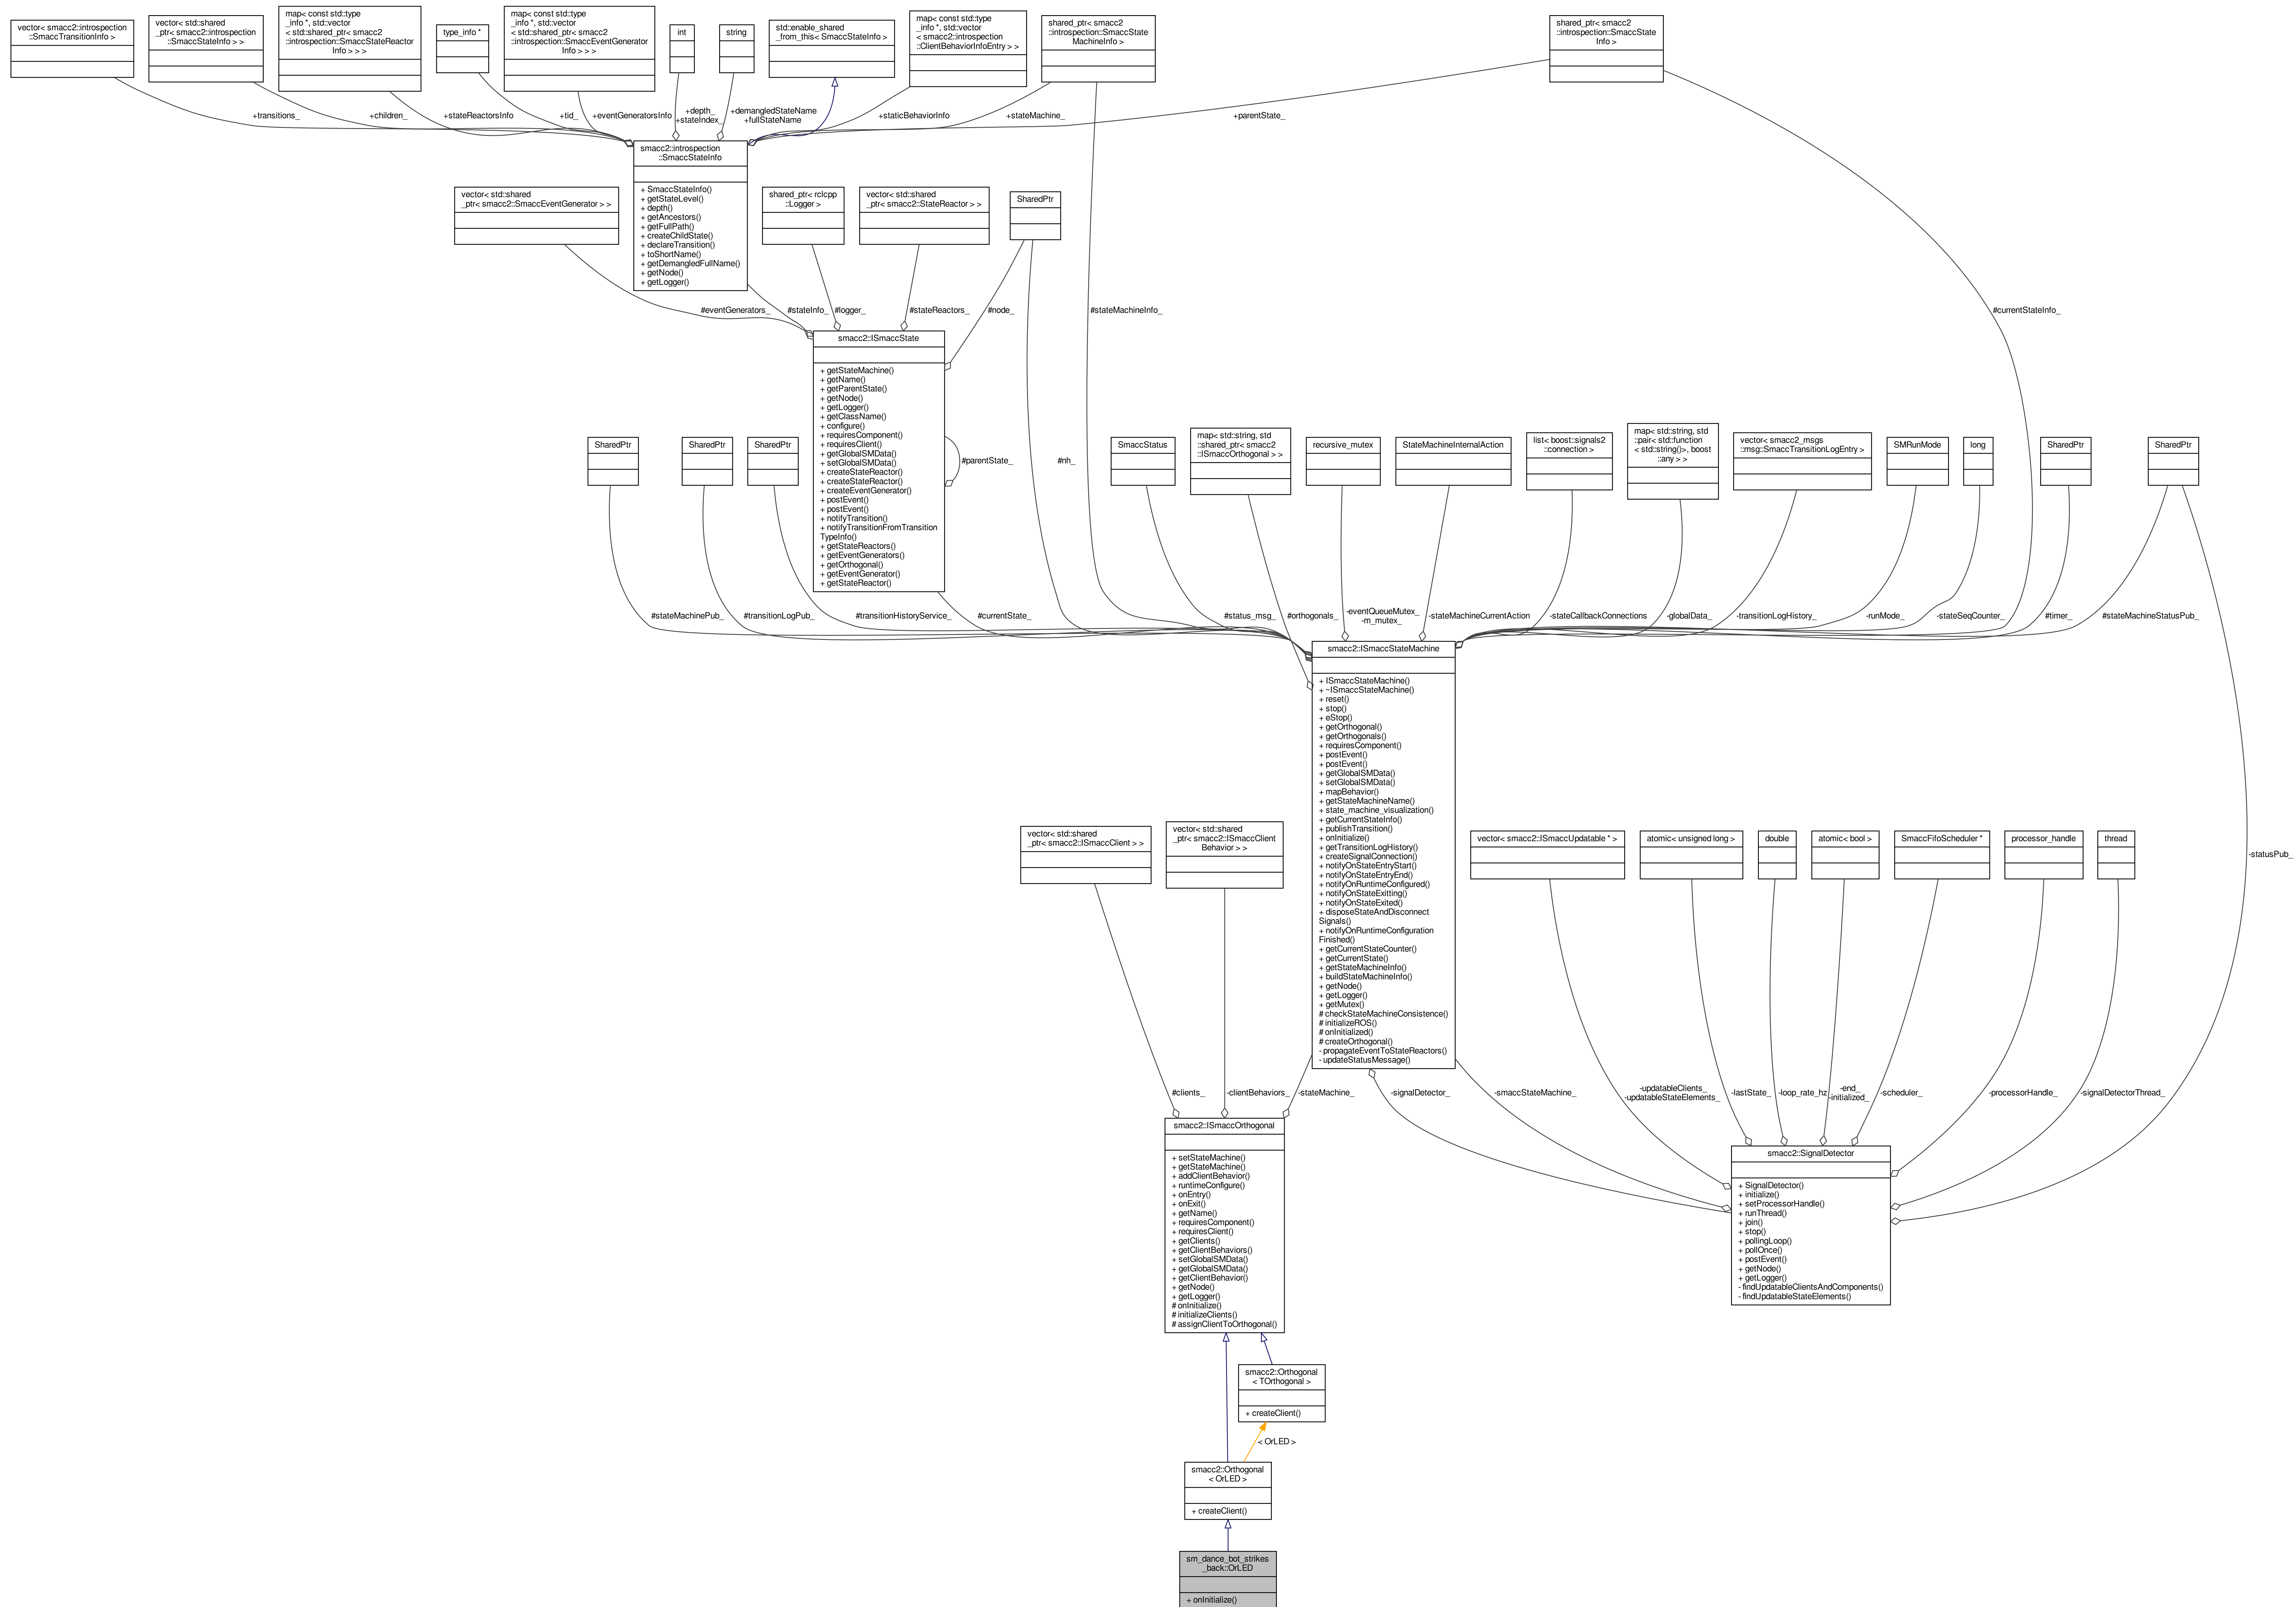 vector< smacc2::introspection
::SmaccTransitionInfo >
vector< std::shared
_ptr< smacc2::introspection
::SmaccStateInfo > >
map< const std::type
_info *, std::vector
< std::shared_ptr< smacc2
::introspection::SmaccStateReactor
Info > > >
type_info *
map< const std::type
_info *, std::vector
< std::shared_ptr< smacc2
::introspection::SmaccEventGenerator
Info > > >
int
string
std::enable_shared
_from_this< SmaccStateInfo >
map< const std::type
_info *, std::vector
< smacc2::introspection
::ClientBehaviorInfoEntry > >
shared_ptr< smacc2
::introspection::SmaccState
MachineInfo >
shared_ptr< smacc2
::introspection::SmaccState
Info >
+transitions_
+children_
+stateReactorsInfo
+tid_
+eventGeneratorsInfo
+depth_
+stateIndex_
+demangledStateName
+fullStateName
+staticBehaviorInfo
+stateMachine_
+parentState_
smacc2::introspection
::SmaccStateInfo
+ SmaccStateInfo()
+ getStateLevel()
+ depth()
+ getAncestors()
+ getFullPath()
+ createChildState()
+ declareTransition()
+ toShortName()
+ getDemangledFullName()
+ getNode()
+ getLogger()
vector< std::shared
_ptr< smacc2::SmaccEventGenerator > >
shared_ptr< rclcpp
::Logger >
vector< std::shared
_ptr< smacc2::StateReactor > >
SharedPtr
#eventGenerators_
#stateInfo_
#logger_
#stateReactors_
#node_
#stateMachineInfo_
#currentStateInfo_
smacc2::ISmaccState
+ getStateMachine()
+ getName()
+ getParentState()
+ getNode()
+ getLogger()
+ getClassName()
+ configure()
+ requiresComponent()
+ requiresClient()
+ getGlobalSMData()
+ setGlobalSMData()
+ createStateReactor()
+ createStateReactor()
+ createEventGenerator()
+ postEvent()
+ postEvent()
+ notifyTransition()
+ notifyTransitionFromTransition
TypeInfo()
+ getStateReactors()
+ getEventGenerators()
+ getOrthogonal()
+ getEventGenerator()
+ getStateReactor()
#parentState_
#nh_
SharedPtr
SharedPtr
SharedPtr
SmaccStatus
map< std::string, std
::shared_ptr< smacc2
::ISmaccOrthogonal > >
recursive_mutex
StateMachineInternalAction
list< boost::signals2
::connection >
map< std::string, std
::pair< std::function
< std::string()>, boost
::any > >
vector< smacc2_msgs
::msg::SmaccTransitionLogEntry >
SMRunMode
long
SharedPtr
SharedPtr
#stateMachinePub_
#transitionLogPub_
#transitionHistoryService_
#currentState_
#status_msg_
#orthogonals_
-eventQueueMutex_
-m_mutex_
-stateMachineCurrentAction
-stateCallbackConnections
-globalData_
-transitionLogHistory_
-runMode_
-stateSeqCounter_
#timer_
#stateMachineStatusPub_
smacc2::ISmaccStateMachine
+ ISmaccStateMachine()
+ ~ISmaccStateMachine()
+ reset()
+ stop()
+ eStop()
+ getOrthogonal()
+ getOrthogonals()
+ requiresComponent()
+ postEvent()
+ postEvent()
+ getGlobalSMData()
+ setGlobalSMData()
+ mapBehavior()
+ getStateMachineName()
+ state_machine_visualization()
+ getCurrentStateInfo()
+ publishTransition()
+ onInitialize()
+ getTransitionLogHistory()
+ createSignalConnection()
+ notifyOnStateEntryStart()
+ notifyOnStateEntryEnd()
+ notifyOnRuntimeConfigured()
+ notifyOnStateExitting()
+ notifyOnStateExited()
+ disposeStateAndDisconnect
Signals()
+ notifyOnRuntimeConfiguration
Finished()
+ getCurrentStateCounter()
+ getCurrentState()
+ getStateMachineInfo()
+ buildStateMachineInfo()
+ getNode()
+ getLogger()
+ getMutex()
# checkStateMachineConsistence()
# initializeROS()
# onInitialized()
# createOrthogonal()
- propagateEventToStateReactors()
- updateStatusMessage()
vector< std::shared
_ptr< smacc2::ISmaccClient > >
vector< std::shared
_ptr< smacc2::ISmaccClient
Behavior > >
vector< smacc2::ISmaccUpdatable * >
atomic< unsigned long >
double
atomic< bool >
SmaccFifoScheduler *
processor_handle
thread
-statusPub_
#clients_
-clientBehaviors_
-stateMachine_
-signalDetector_
-smaccStateMachine_
-updatableClients_
-updatableStateElements_
-lastState_
-loop_rate_hz
-end_
-initialized_
-scheduler_
-processorHandle_
-signalDetectorThread_
smacc2::ISmaccOrthogonal
+ setStateMachine()
+ getStateMachine()
+ addClientBehavior()
+ runtimeConfigure()
+ onEntry()
+ onExit()
+ getName()
+ requiresComponent()
+ requiresClient()
+ getClients()
+ getClientBehaviors()
+ setGlobalSMData()
+ getGlobalSMData()
+ getClientBehavior()
+ getNode()
+ getLogger()
# onInitialize()
# initializeClients()
# assignClientToOrthogonal()
smacc2::SignalDetector
+ SignalDetector()
+ initialize()
+ setProcessorHandle()
+ runThread()
+ join()
+ stop()
+ pollingLoop()
+ pollOnce()
+ postEvent()
+ getNode()
+ getLogger()
- findUpdatableClientsAndComponents()
- findUpdatableStateElements()
smacc2::Orthogonal
< TOrthogonal >
+ createClient()
< OrLED >
smacc2::Orthogonal
< OrLED >
+ createClient()
sm_dance_bot_strikes
_back::OrLED
+ onInitialize()